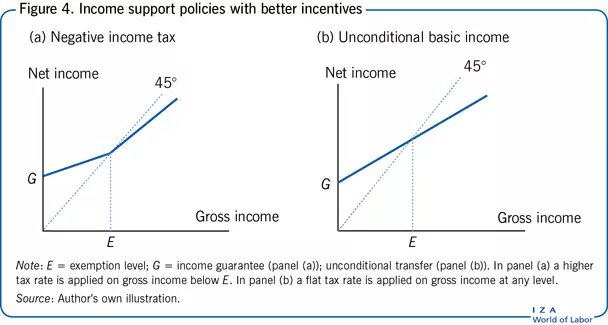 Figure 4. Income support policies with better incentives
(a) Negative income tax
(b) Unconditional basic income
Net income
45°
G
Gross income
E
Net income
45°
G
Gross income
E
Note: E = exemption level; G = income guarantee (panel (a)); unconditional transfer (panel (b)). In panel (a) a higher
tax rate is applied on gross income below E. In panel (b) a flat tax rate is applied on gross income at any level.
Source: Author's own illustration.
I Z A
World of Labor